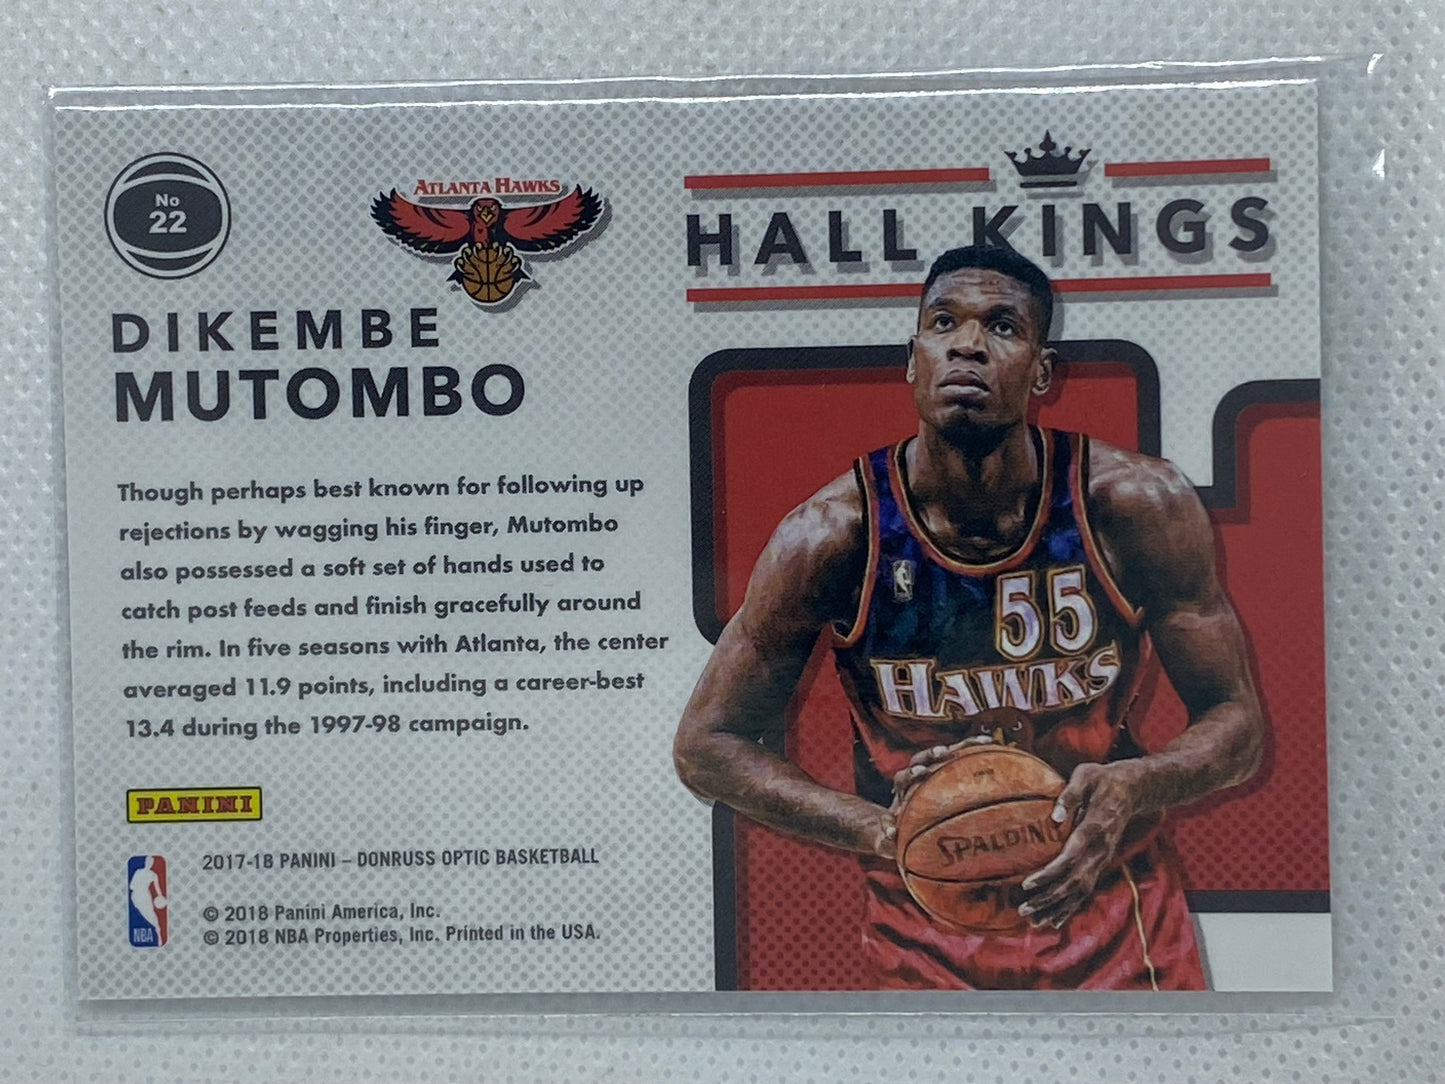 No
22
ATLANTA HAWKS
HALL KINGS
DIKEMBE
MUTOMBO
Though perhaps best known for following up
rejections by wagging his finger, Mutombo
also possessed a soft set of hands used to
catch post feeds and finish gracefully around
the rim. In five seasons with Atlanta, the center
averaged 11.9 points, including a career-best
13.4 during the 1997-98 campaign.
55
HAWKS
SPALDING
PANINI
2017-18 PANINI – DONRUSS OPTIC BASKETBALL
NBA
© 2018 Panini America, Inc.
© 2018 NBA Properties, Inc. Printed in the USA.